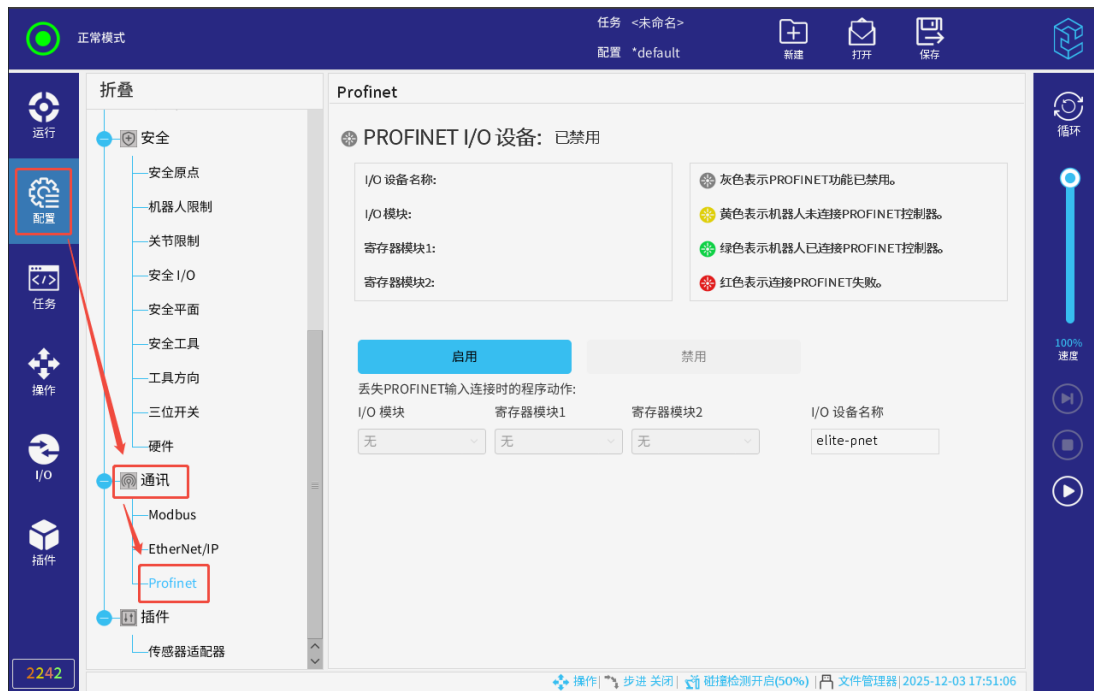 正常模式
任务 <未命名>
配置 *default
新建
打开
保存
运行
配置
任务
操作
I/O
插件
2242
折叠
安全
安全原点
机器人限制
关节限制
安全 I/O
安全平面
安全工具
工具方向
三位开关
硬件
通讯
Modbus
EtherNet/IP
Profinet
插件
传感器适配器
Profinet
PROFINET I/O 设备: 已禁用
I/O 设备名称:
I/O 模块:
寄存器模块1:
寄存器模块2:
灰色表示PROFINET功能已禁用。
黄色表示机器人未连接PROFINET控制器。
绿色表示机器人已连接PROFINET控制器。
红色表示连接PROFINET失败。
启用
禁用
丢失PROFINET输入连接时的程序动作:
I/O 模块 寄存器模块1 寄存器模块2 I/O 设备名称
无 无 无 elite-pnet
循环
100%
速度
操作| 步进 关闭| 碰撞检测开启(50%) | 文件管理器| 2025-12-03 17:51:06